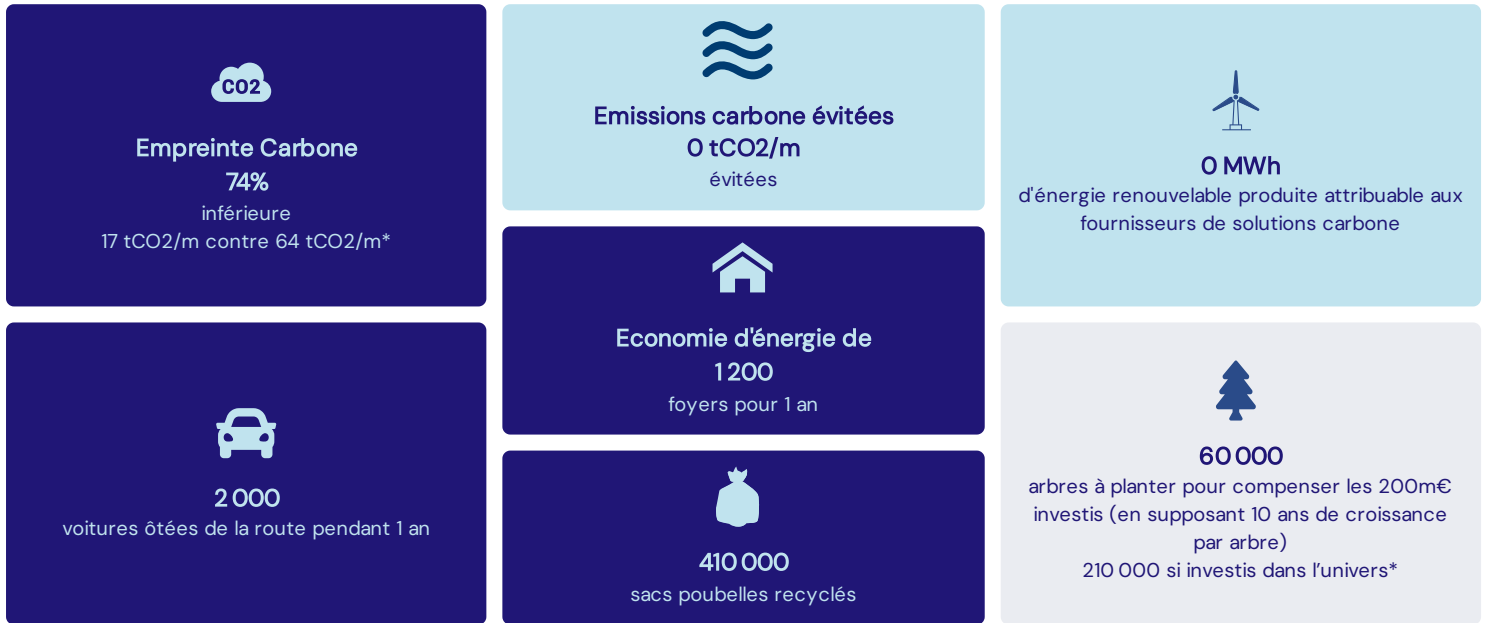 CO2
Empreinte Carbone
74%
inférieure
17 tCO2/m contre 64 tCO2/m*
2 000
voitures ôtées de la route pendant 1 an
Emissions carbone évitées
0 tCO2/m
évitées
Economie d'énergie de
1 200
foyers pour 1 an
410 000
sacs poubelles recyclés
0 MWh
d'énergie renouvelable produite attribuable aux
fournisseurs de solutions carbone
60 000
arbres à planter pour compenser les 200m€
investis (en supposant 10 ans de croissance
par arbre)
210 000 si investis dans l’univers*